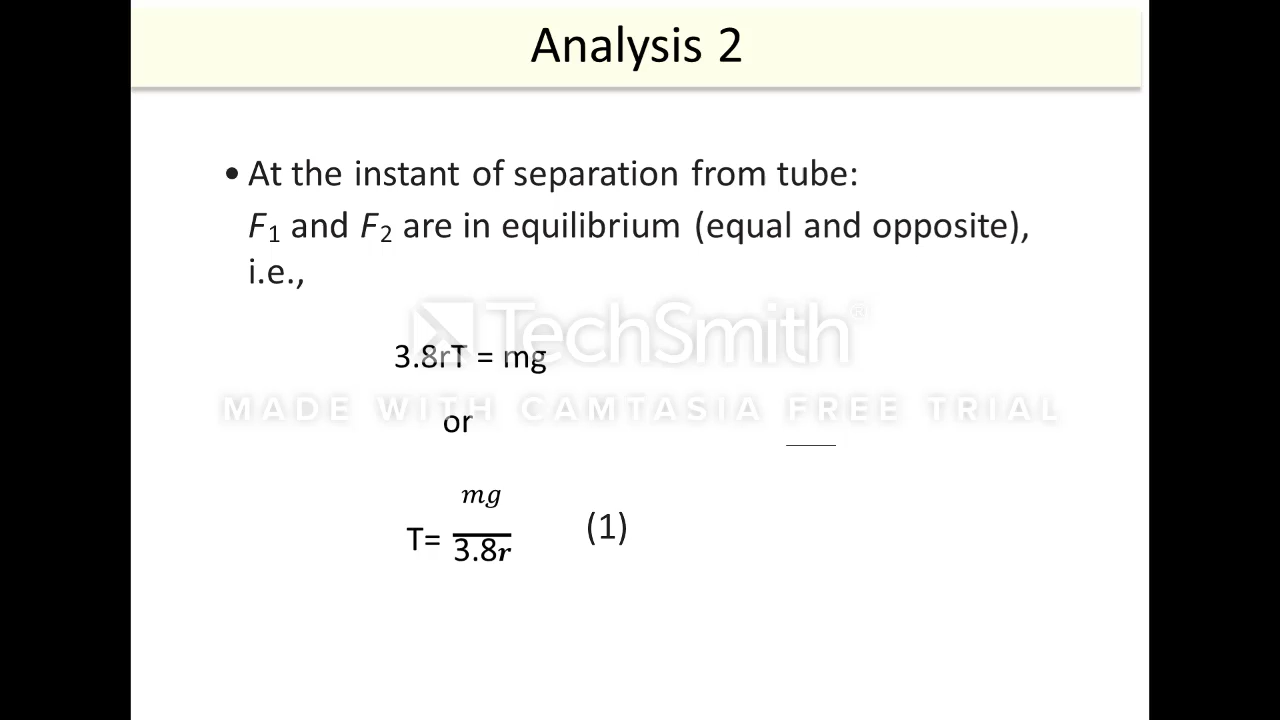 Analysis 2
• At the instant of separation from tube:
F₁ and F₂ are in equilibrium (equal and opposite),
i.e.,
TechSmith®
3.8rT = mg
MADE WITH CAMTASIA FREE TRIAL
or
mg
T= (1)
3.8r